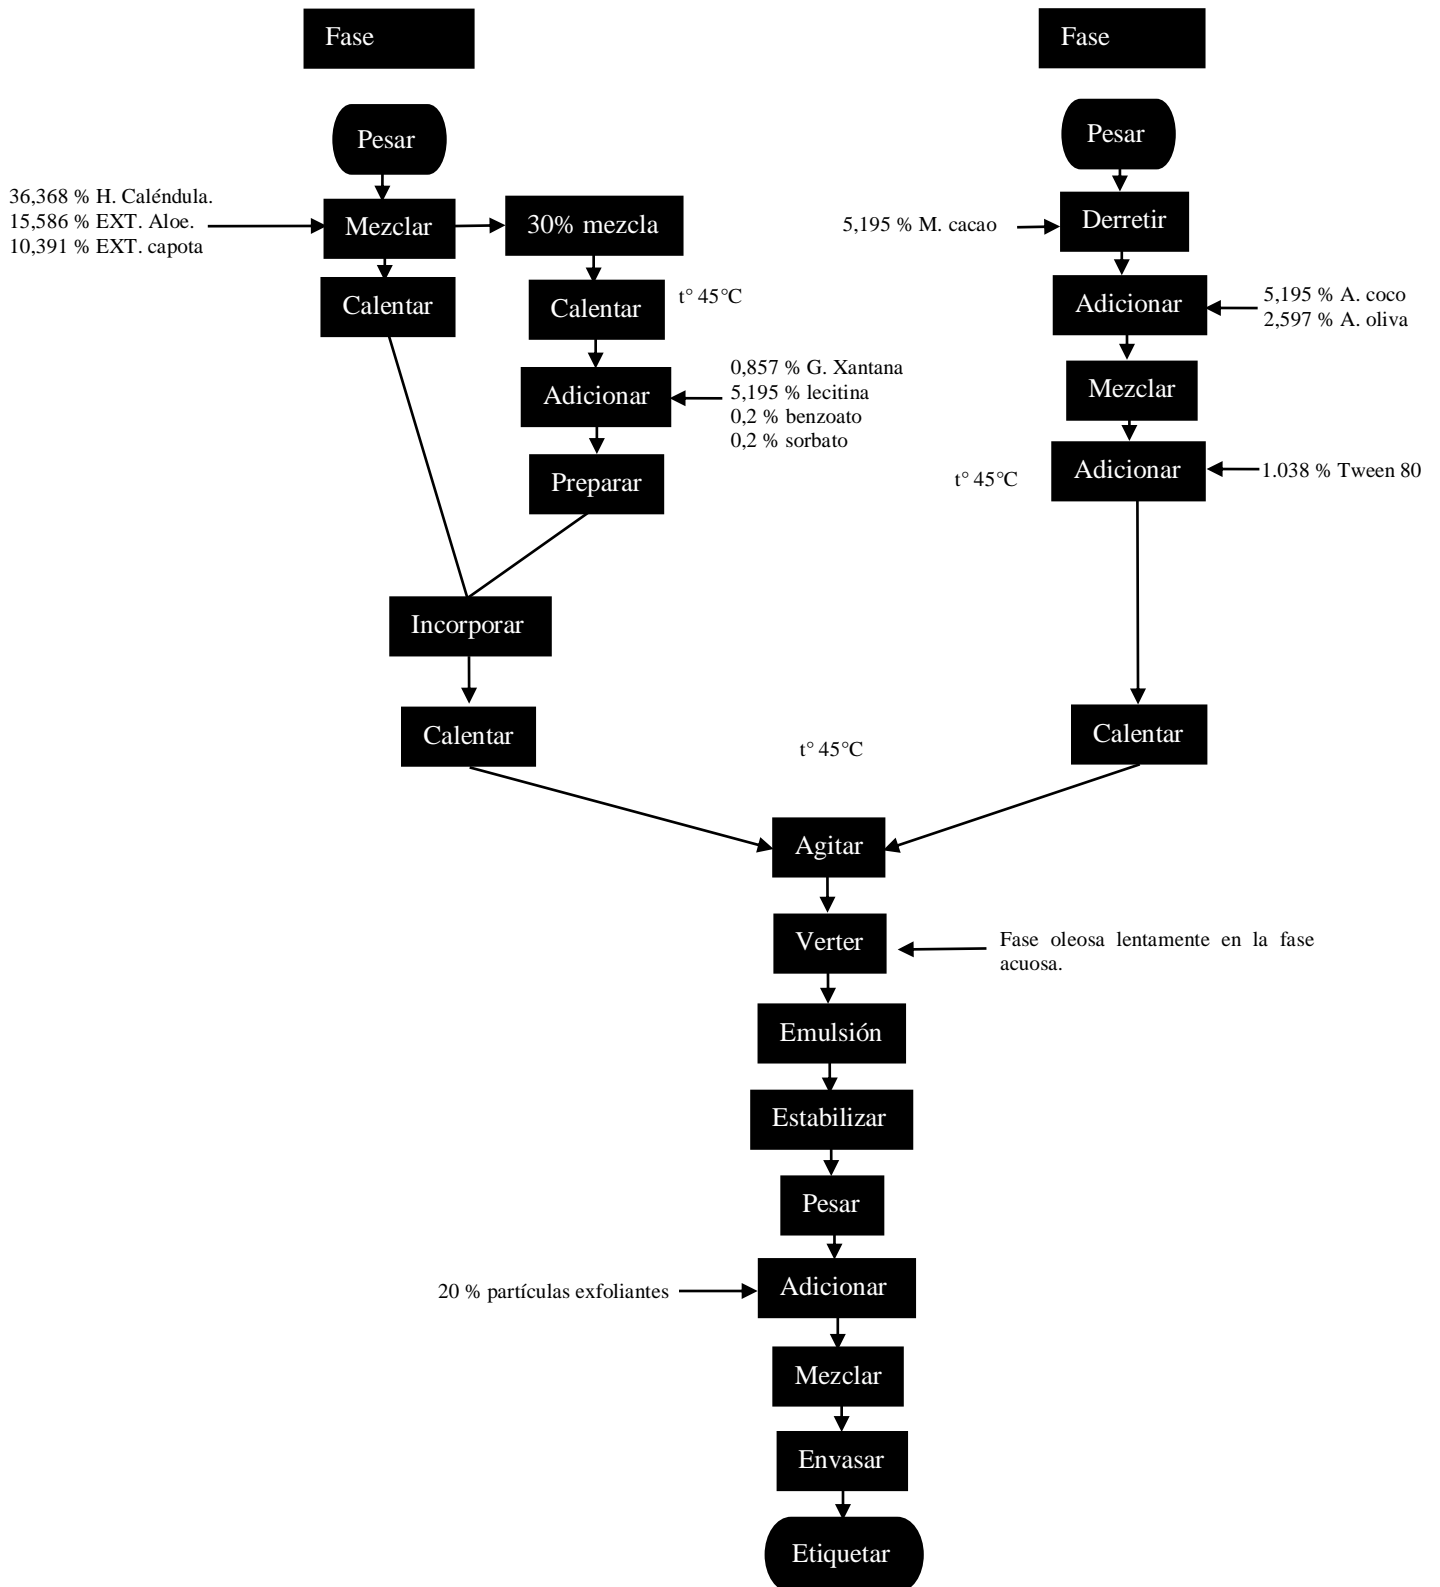 Fase
Fase
Pesar
Pesar
36,368 % H. Caléndula.
15,586 % EXT. Aloe.
10,391 % EXT. capota
Mezclar
30% mezcla
5,195 % M. cacao
Derretir
Calentar
Calentar
t° 45°C
Adicionar
5,195 % A. coco
2,597 % A. oliva
Adicionar
0,857 % G. Xantana
5,195 % lecitina
0,2 % benzoato
0,2 % sorbato
Mezclar
Preparar
t° 45°C
Adicionar
1.038 % Tween 80
Incorporar
Calentar
t° 45°C
Calentar
Agitar
Verter
Fase oleosa lentamente en la fase
acuosa.
Emulsión
Estabilizar
Pesar
20 % partículas exfoliantes
Adicionar
Mezclar
Envasar
Etiquetar